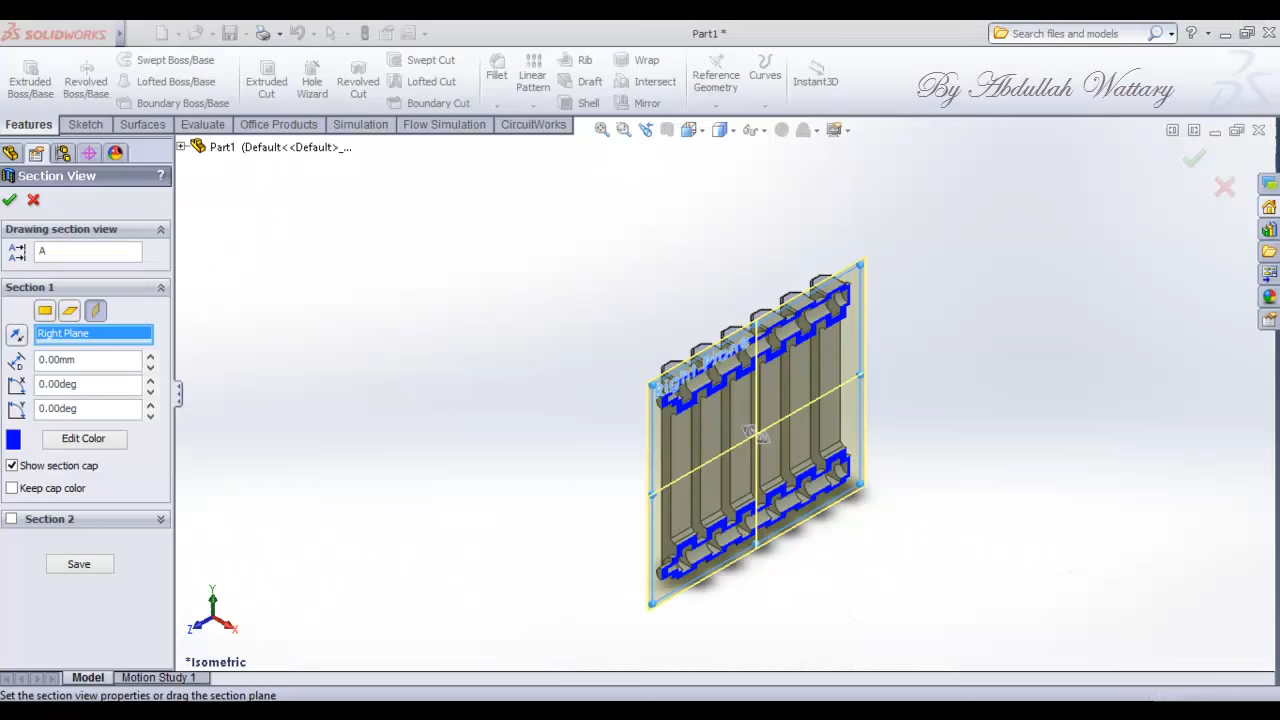 SOLIDWORKS
Part1 *
Search files and models
Extruded Boss/Base
Revolved Boss/Base
Swept Boss/Base
Lofted Boss/Base
Boundary Boss/Base
Extruded Cut
Hole Wizard
Revolved Cut
Swept Cut
Lofted Cut
Boundary Cut
Fillet
Linear Pattern
Rib
Draft
Shell
Wrap
Intersect
Mirror
Reference Geometry
Curves
Instant3D
By Abdullah Wattary
Features
Sketch
Surfaces
Evaluate
Office Products
Simulation
Flow Simulation
CircuitWorks
Part1 (Default<<Default>_...
Section View
?
Drawing section view
A
Section 1
Right Plane
0.00mm
0.00deg
0.00deg
Edit Color
Show section cap
Keep cap color
Section 2
Save
Right Plane
Y
Z
X
*Isometric
Model
Motion Study 1
Set the section view properties or drag the section plane